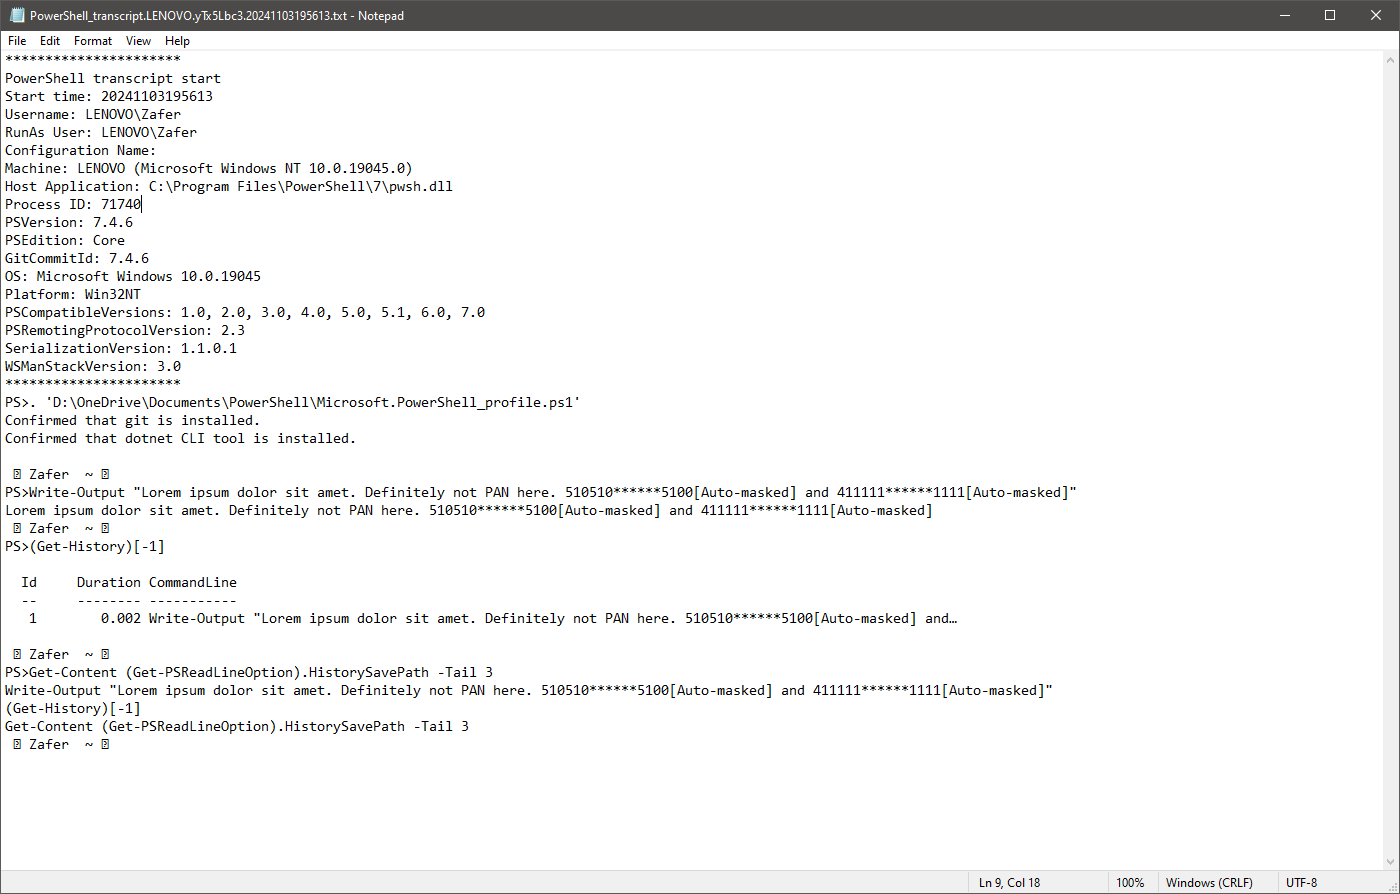 PowerShell_transcript.LENOVO.yTx5Lbc3.20241103195613.txt - Notepad
File Edit Format View Help
**********************
PowerShell transcript start
Start time: 20241103195613
Username: LENOVO\Zafer
RunAs User: LENOVO\Zafer
Configuration Name:
Machine: LENOVO (Microsoft Windows NT 10.0.19045.0)
Host Application: C:\Program Files\PowerShell\7\pwsh.dll
Process ID: 71740
PSVersion: 7.4.6
PSEdition: Core
GitCommitId: 7.4.6
OS: Microsoft Windows 10.0.19045
Platform: Win32NT
PSCompatibleVersions: 1.0, 2.0, 3.0, 4.0, 5.0, 5.1, 6.0, 7.0
PSRemotingProtocolVersion: 2.3
SerializationVersion: 1.1.0.1
WSManStackVersion: 3.0
**********************
PS>. 'D:\OneDrive\Documents\PowerShell\Microsoft.PowerShell_profile.ps1'
Confirmed that git is installed.
Confirmed that dotnet CLI tool is installed.
Zafer  ~
PS>Write-Output "Lorem ipsum dolor sit amet. Definitely not PAN here. 510510******5100[Auto-masked] and 411111******1111[Auto-masked]"
Lorem ipsum dolor sit amet. Definitely not PAN here. 510510******5100[Auto-masked] and 411111******1111[Auto-masked]
Zafer  ~
PS>(Get-History)[-1]
Id     Duration CommandLine
--     -------- -----------
1        0.002 Write-Output "Lorem ipsum dolor sit amet. Definitely not PAN here. 510510******5100[Auto-masked] and…
Zafer  ~
PS>Get-Content (Get-PSReadLineOption).HistorySavePath -Tail 3
Write-Output "Lorem ipsum dolor sit amet. Definitely not PAN here. 510510******5100[Auto-masked] and 411111******1111[Auto-masked]"
(Get-History)[-1]
Get-Content (Get-PSReadLineOption).HistorySavePath -Tail 3
Zafer  ~
Ln 9, Col 18 100% Windows (CRLF) UTF-8